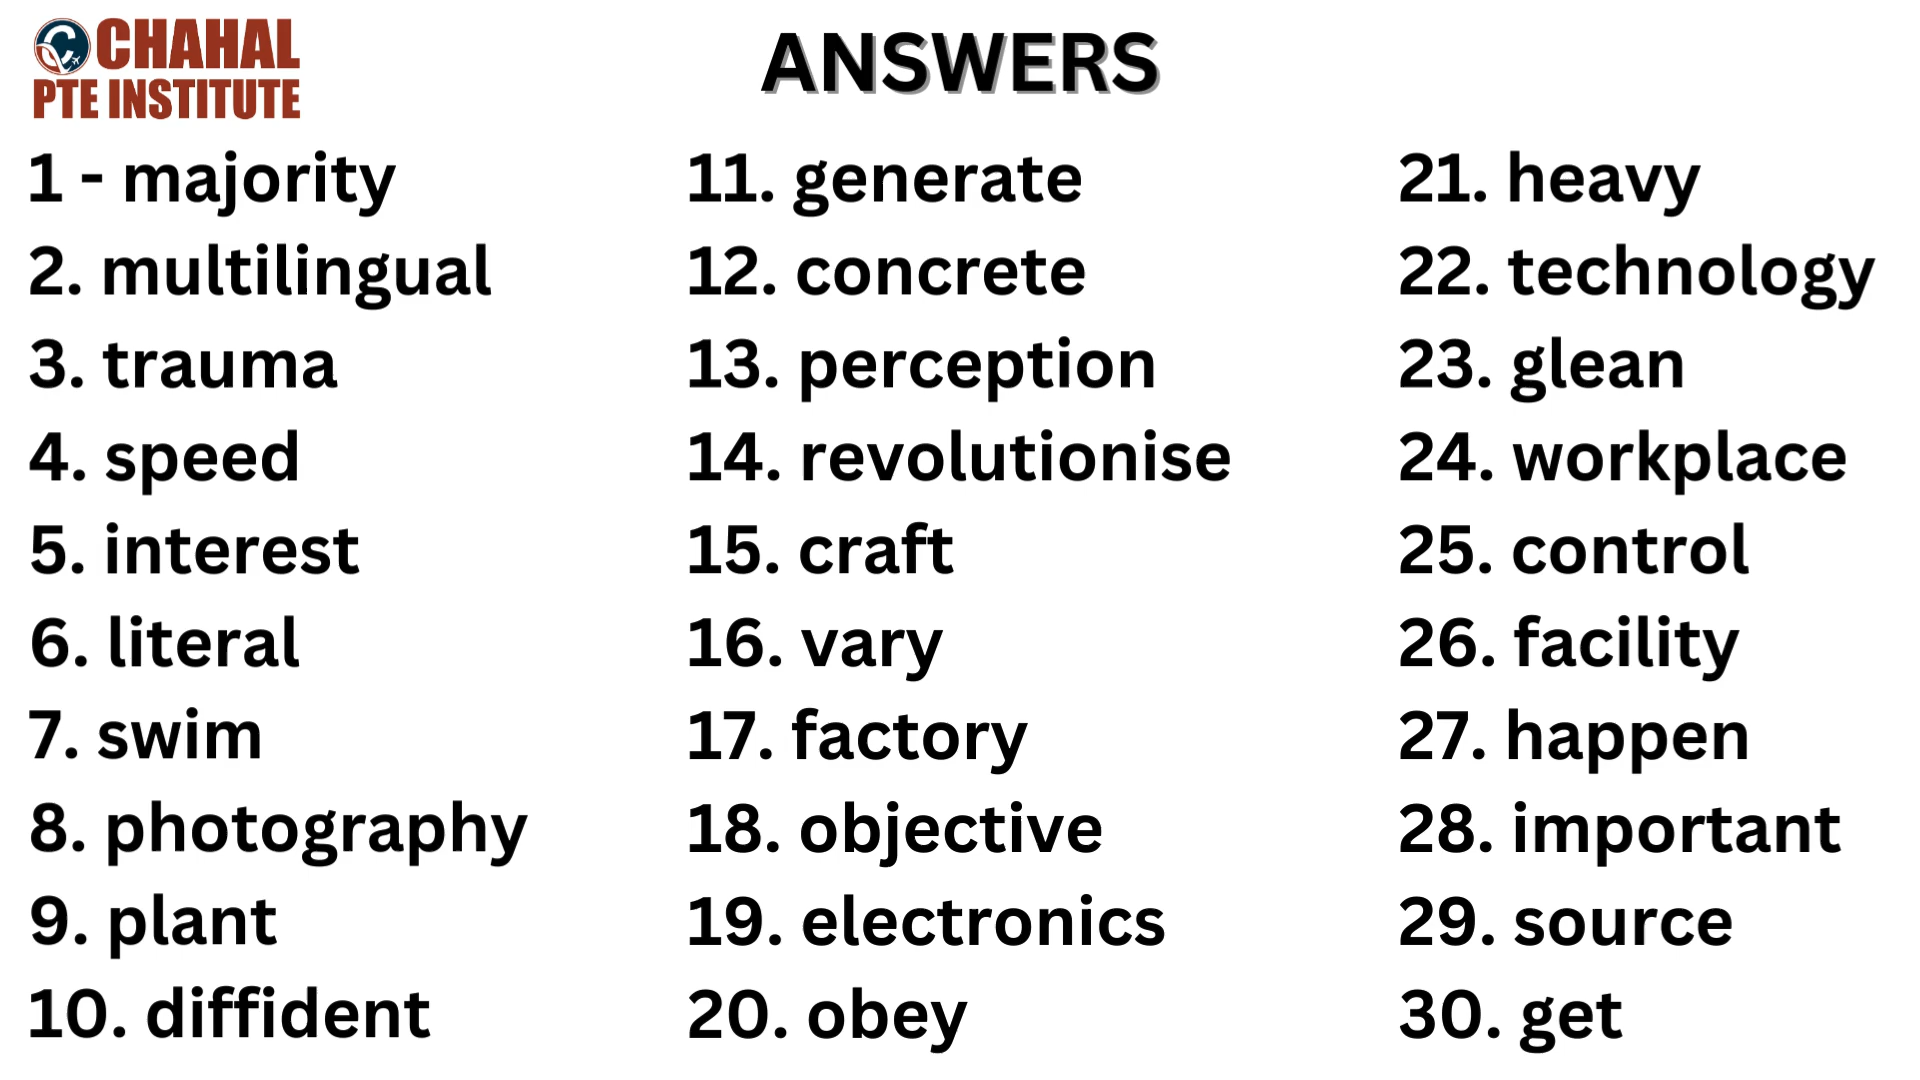 CHAHAL
PTE INSTITUTE
ANSWERS
1 - majority
2. multilingual
3. trauma
4. speed
5. interest
6. literal
7. swim
8. photography
9. plant
10. diffident
11. generate
12. concrete
13. perception
14. revolutionise
15. craft
16. vary
17. factory
18. objective
19. electronics
20. obey
21. heavy
22. technology
23. glean
24. workplace
25. control
26. facility
27. happen
28. important
29. source
30. get